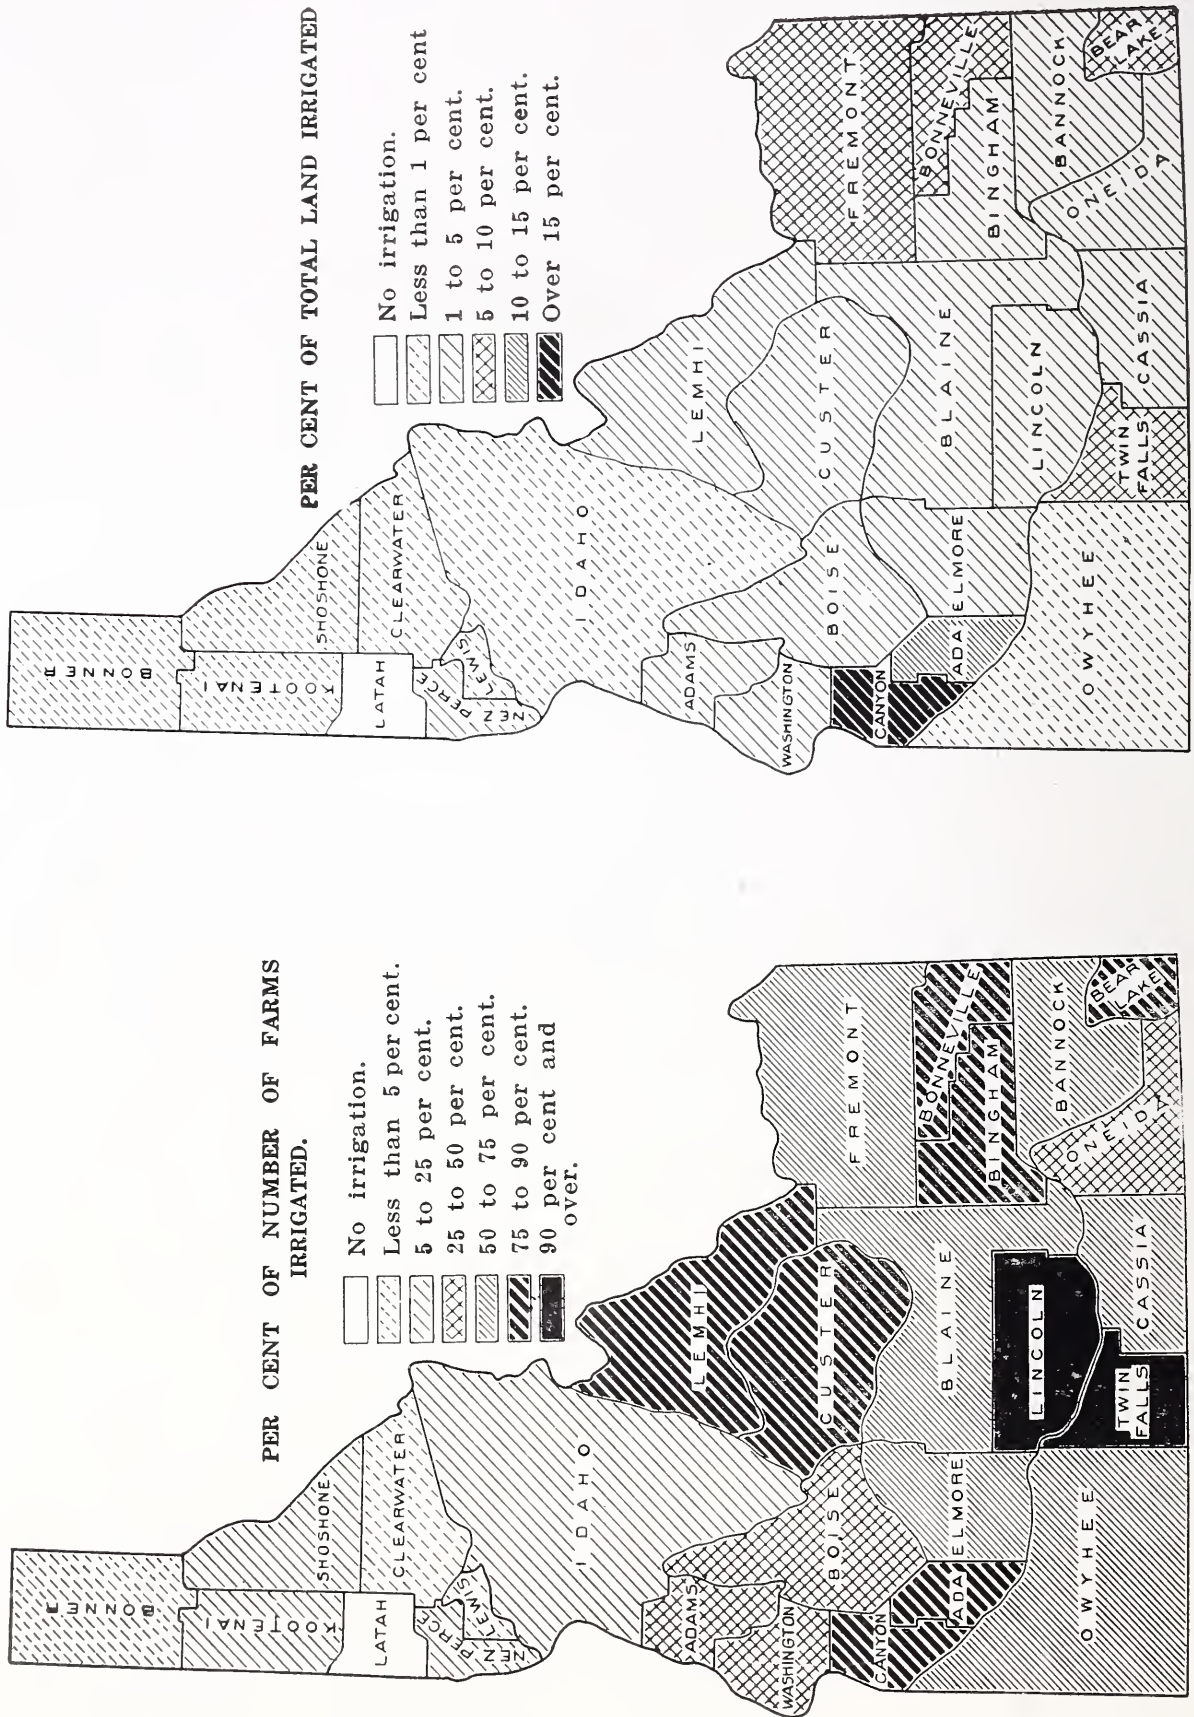 PER CENT OF TOTAL LAND IRRIGATED
No irrigation.
Less than 1 per cent
1 to 5 per cent.
5 to 10 per cent.
10 to 15 per cent.
Over 15 per cent.
BONNER
KOOTENAI
SHOSHONE
LATAH
CLEARWATER
NEZ PERCE
LEWIS
IDAHO
LEMHI
ADAMS
WASHINGTON
BOISE
CUSTER
FREMONT
CANYON
ADA
ELMORE
BLAINE
BONNEVILLE
BINGHAM
LINCOLN
BANNOCK
BEAR
LAKE
ONEIDA
OWYHEE
TWIN
FALLS
CASSIA
PER CENT OF NUMBER OF FARMS
IRRIGATED.
No irrigation.
Less than 5 per cent.
5 to 25 per cent.
25 to 50 per cent.
50 to 75 per cent.
75 to 90 per cent.
90 per cent and
over.
BONNER
KOOTENAI
SHOSHONE
LATAH
CLEARWATER
NEZ PERCE
LEWIS
IDAHO
LEMHI
ADAMS
WASHINGTON
BOISE
CUSTER
FREMONT
CANYON
ADA
ELMORE
BLAINE
BONNEVILLE
BINGHAM
LINCOLN
BANNOCK
BEAR
LAKE
ONEIDA
OWYHEE
TWIN
FALLS
CASSIA